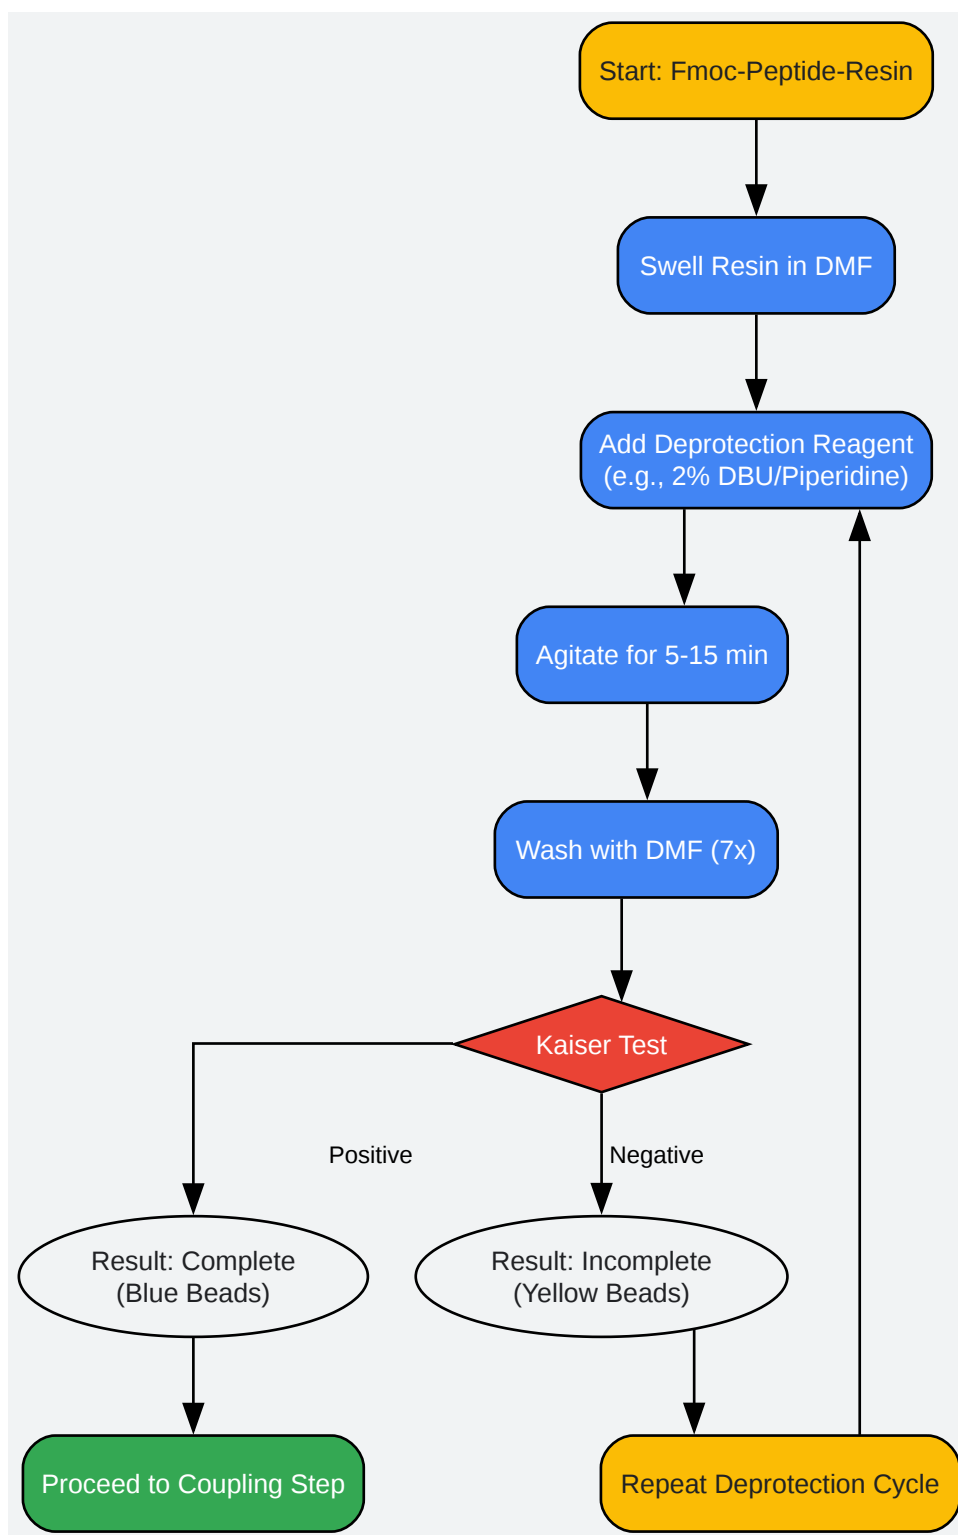 Start: Fmoc-Peptide-Resin
Swell Resin in DMF
Add Deprotection Reagent
(e.g., 2% DBU/Piperidine)
Agitate for 5-15 min
Wash with DMF (7x)
Kaiser Test
Positive
Negative
Result: Complete
(Blue Beads)
Result: Incomplete
(Yellow Beads)
Proceed to Coupling Step
Repeat Deprotection Cycle